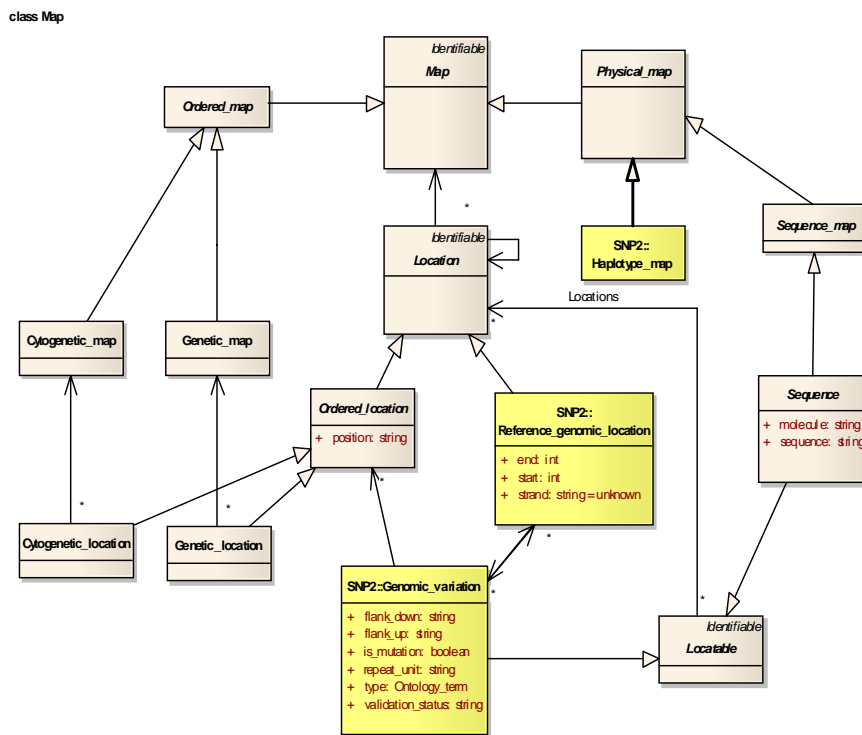 class Map
Identifiable
Map
Physical_map
Ordered_map
Sequence_map
*
Identifiable
Location
SNP2::
Haplotype_map
Locations
*
Cytogenetic_map
Genetic_map
Ordered_location
+ position: string
SNP2::
Reference_genomic_location
+ end: int
+ start: int
+ strand: string = unknown
Sequence
+ molecule: string
+ sequence: string
*
*
*
Cytogenetic_location
Genetic_location
*
*
SNP2::Genomic_variation
+ flank_down: string
+ flank_up: string
+ is_mutation: boolean
+ repeat_unit: string
+ type: Ontology_term
+ validation_status: string
*
Identifiable
Locatable